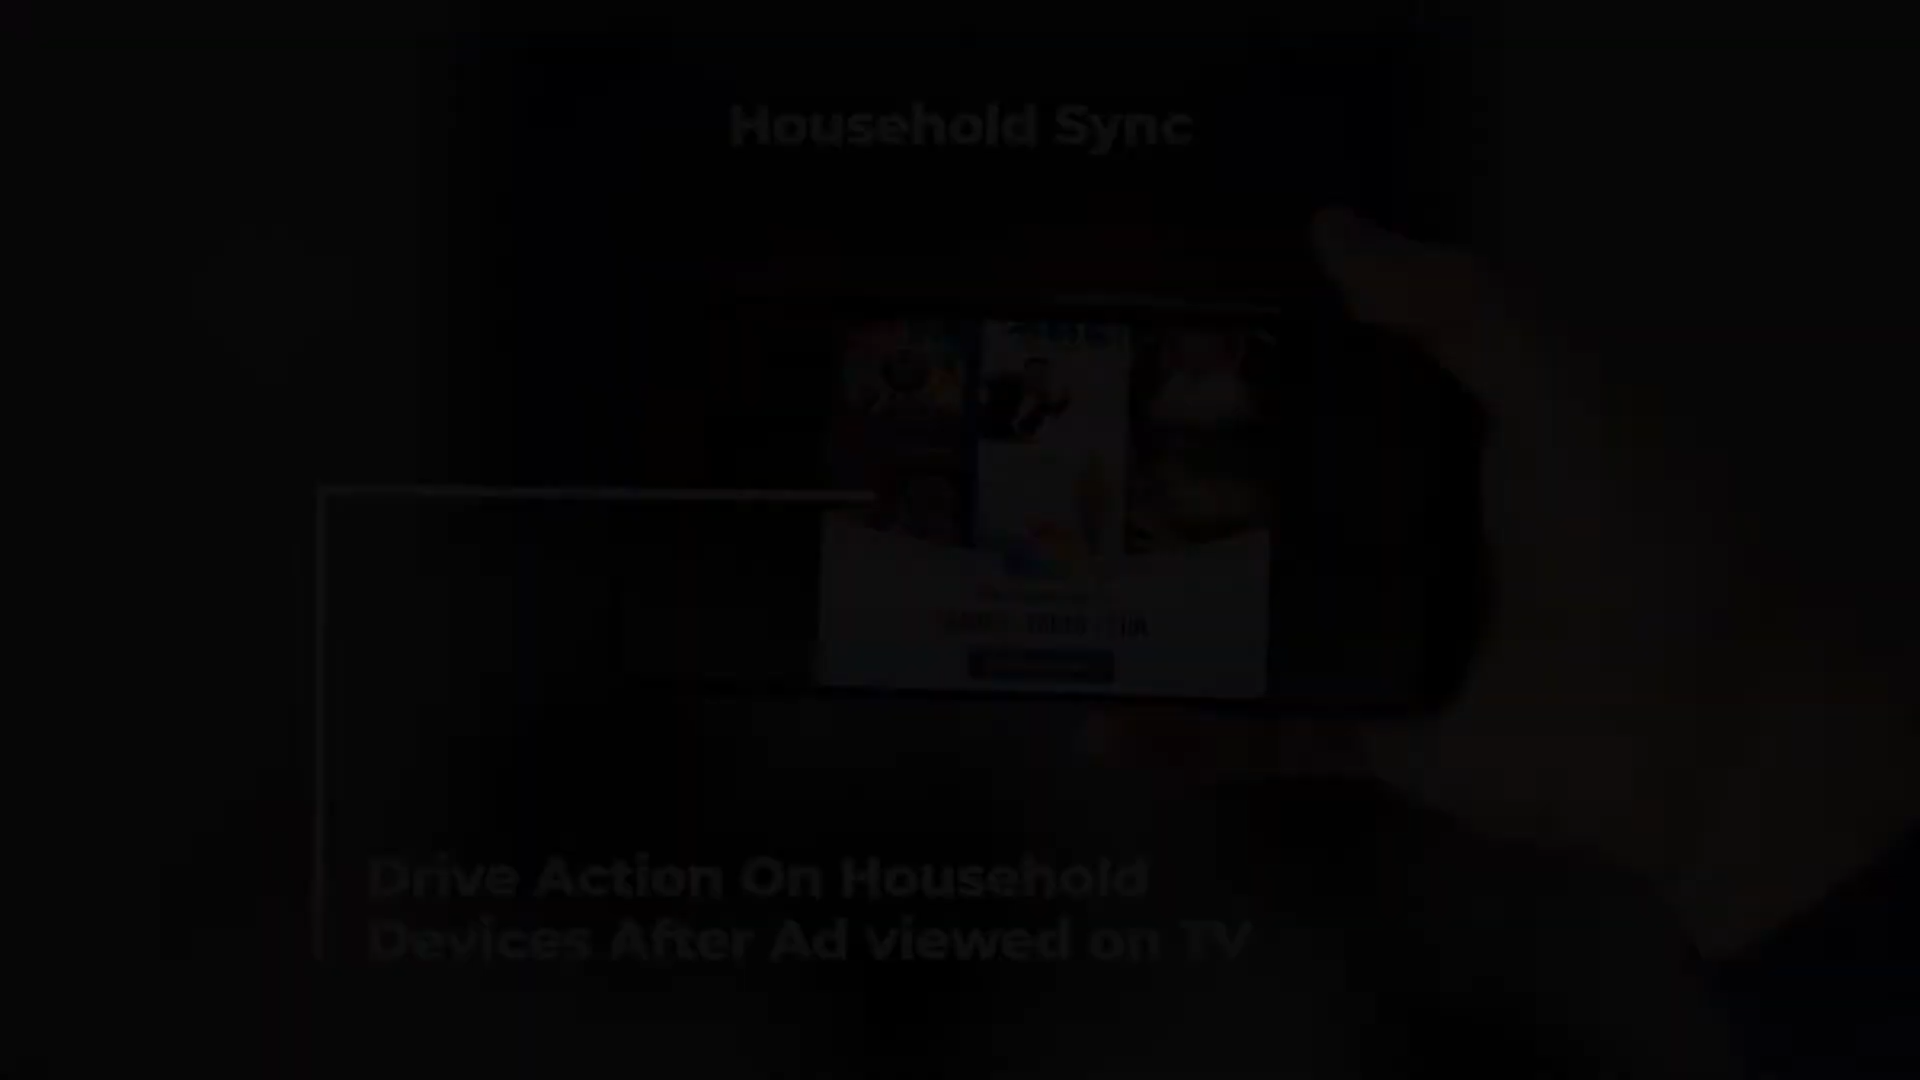 Household Sync
Drive Action On Household
Devices After Ad viewed on TV